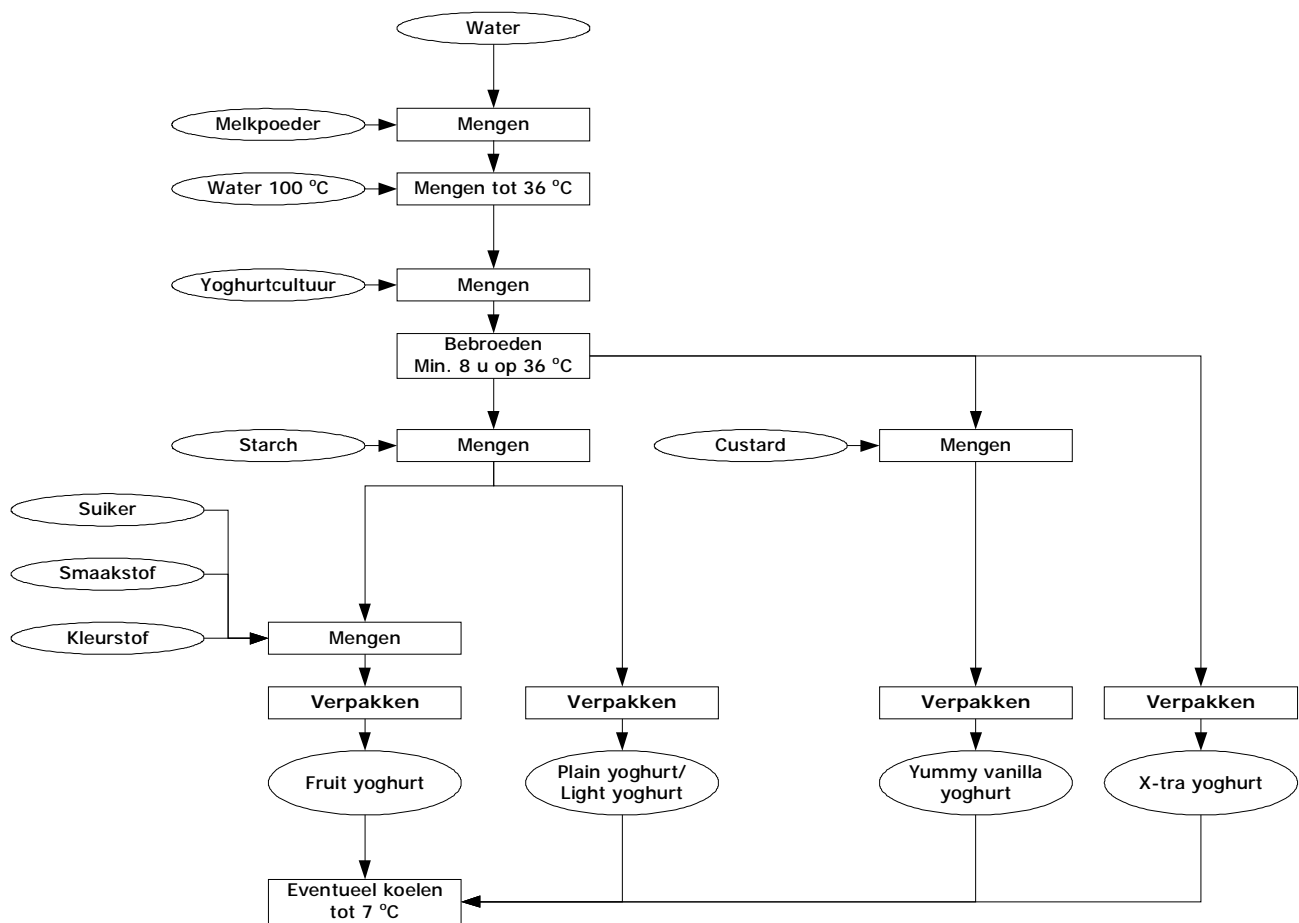 Water
Melkpoeder
Mengen
Water 100 °C
Mengen tot 36 °C
Yoghurtcultuur
Mengen
Bebroeden
Min. 8 u op 36 °C
Starch
Mengen
Custard
Mengen
Suiker
Smaakstof
Kleurstof
Mengen
Verpakken
Verpakken
Verpakken
Verpakken
Fruit yoghurt
Plain yoghurt/
Light yoghurt
Yummy vanilla
yoghurt
X-tra yoghurt
Eventueel koelen
tot 7 °C